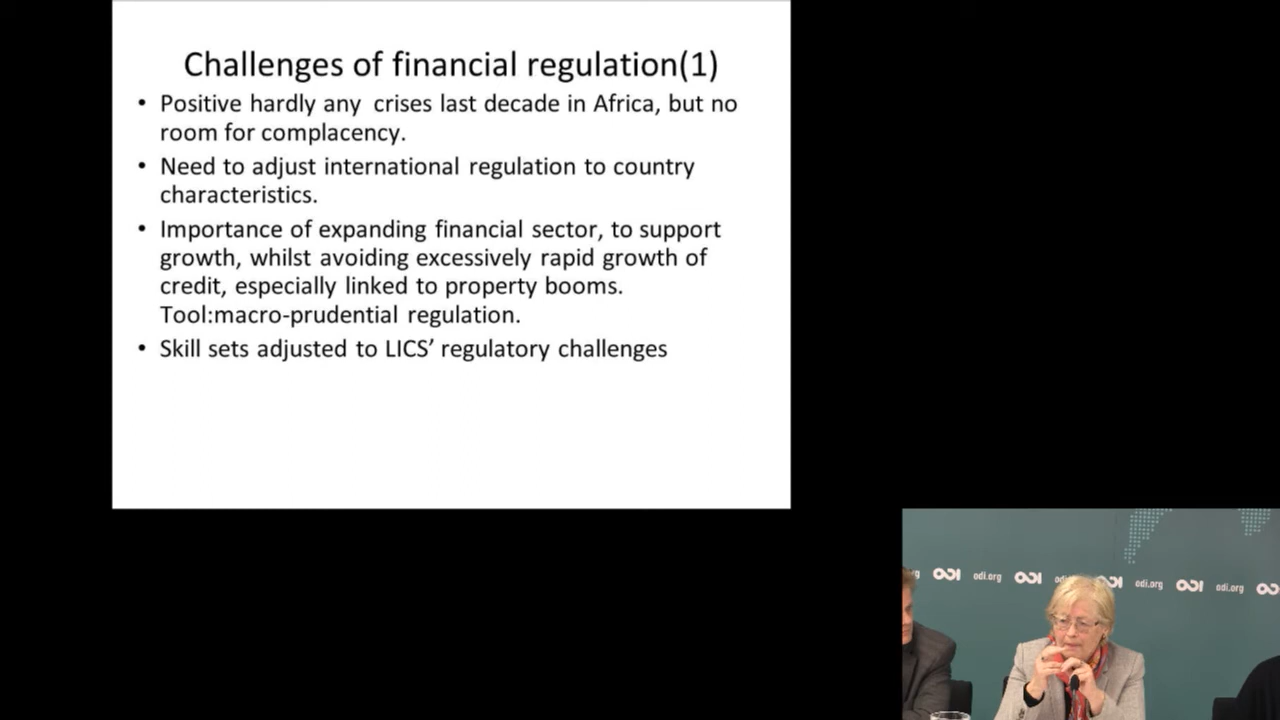 Challenges of financial regulation(1)
• Positive hardly any crises last decade in Africa, but no
room for complacency.
• Need to adjust international regulation to country
characteristics.
• Importance of expanding financial sector, to support
growth, whilst avoiding excessively rapid growth of
credit, especially linked to property booms.
Tool:macro-prudential regulation.
• Skill sets adjusted to LICS’ regulatory challenges
ODI odi.org ODI ODI odi.org ODI odi.org